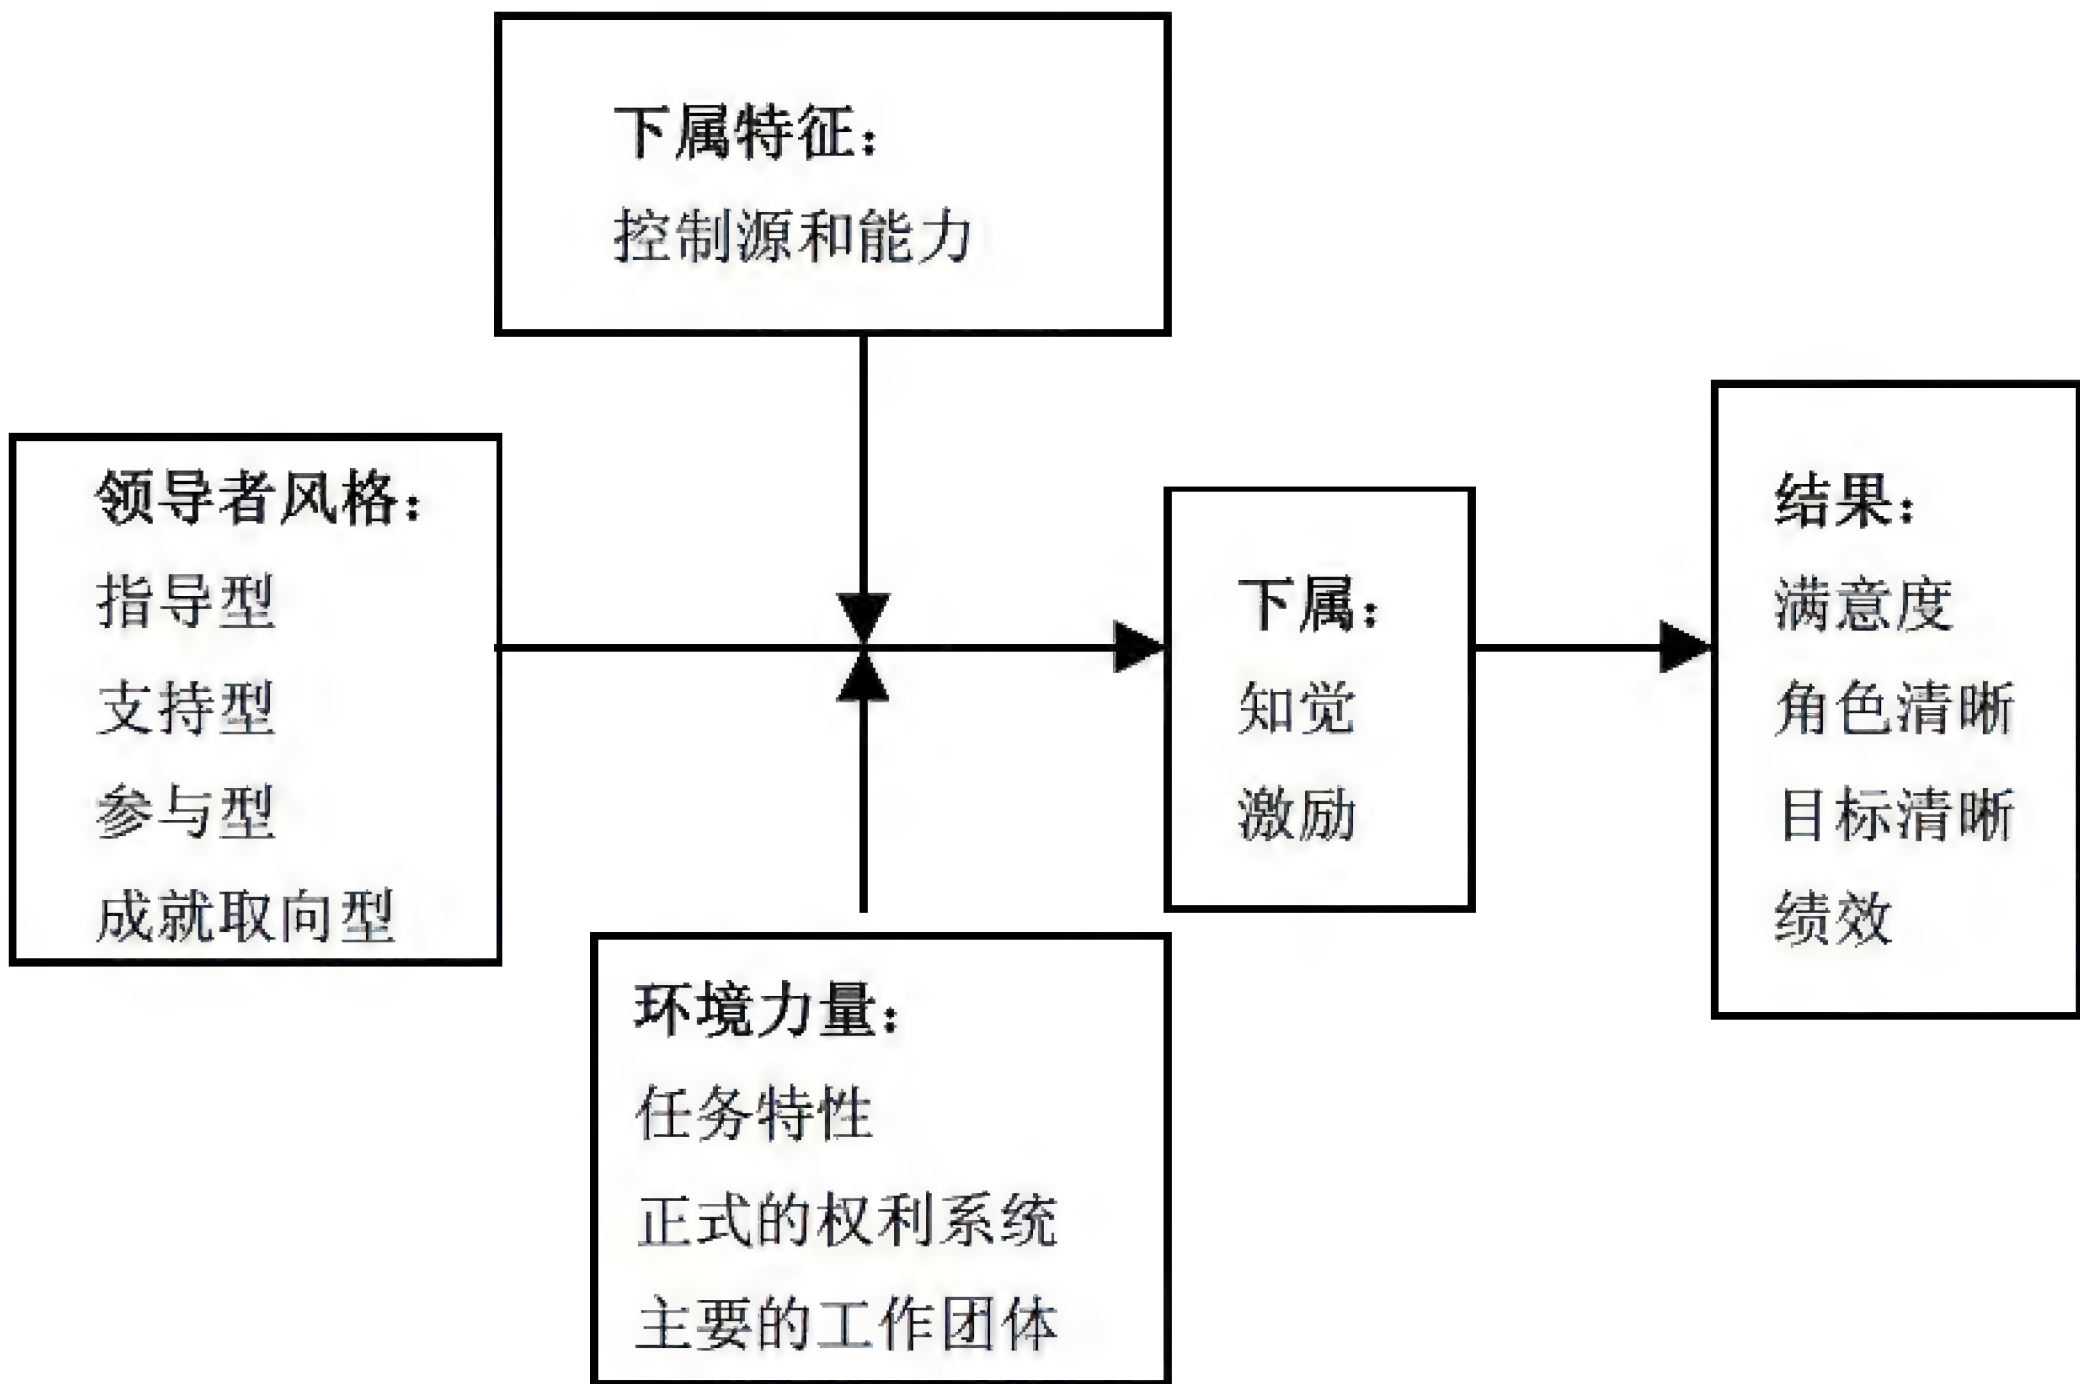 下属特征：
控制源和能力
领导者风格：
指导型
支持型
参与型
成就取向型
下属：
知觉
激励
结果：
满意度
角色清晰
目标清晰
绩效
环境力量：
任务特性
正式的权利系统
主要的工作团体